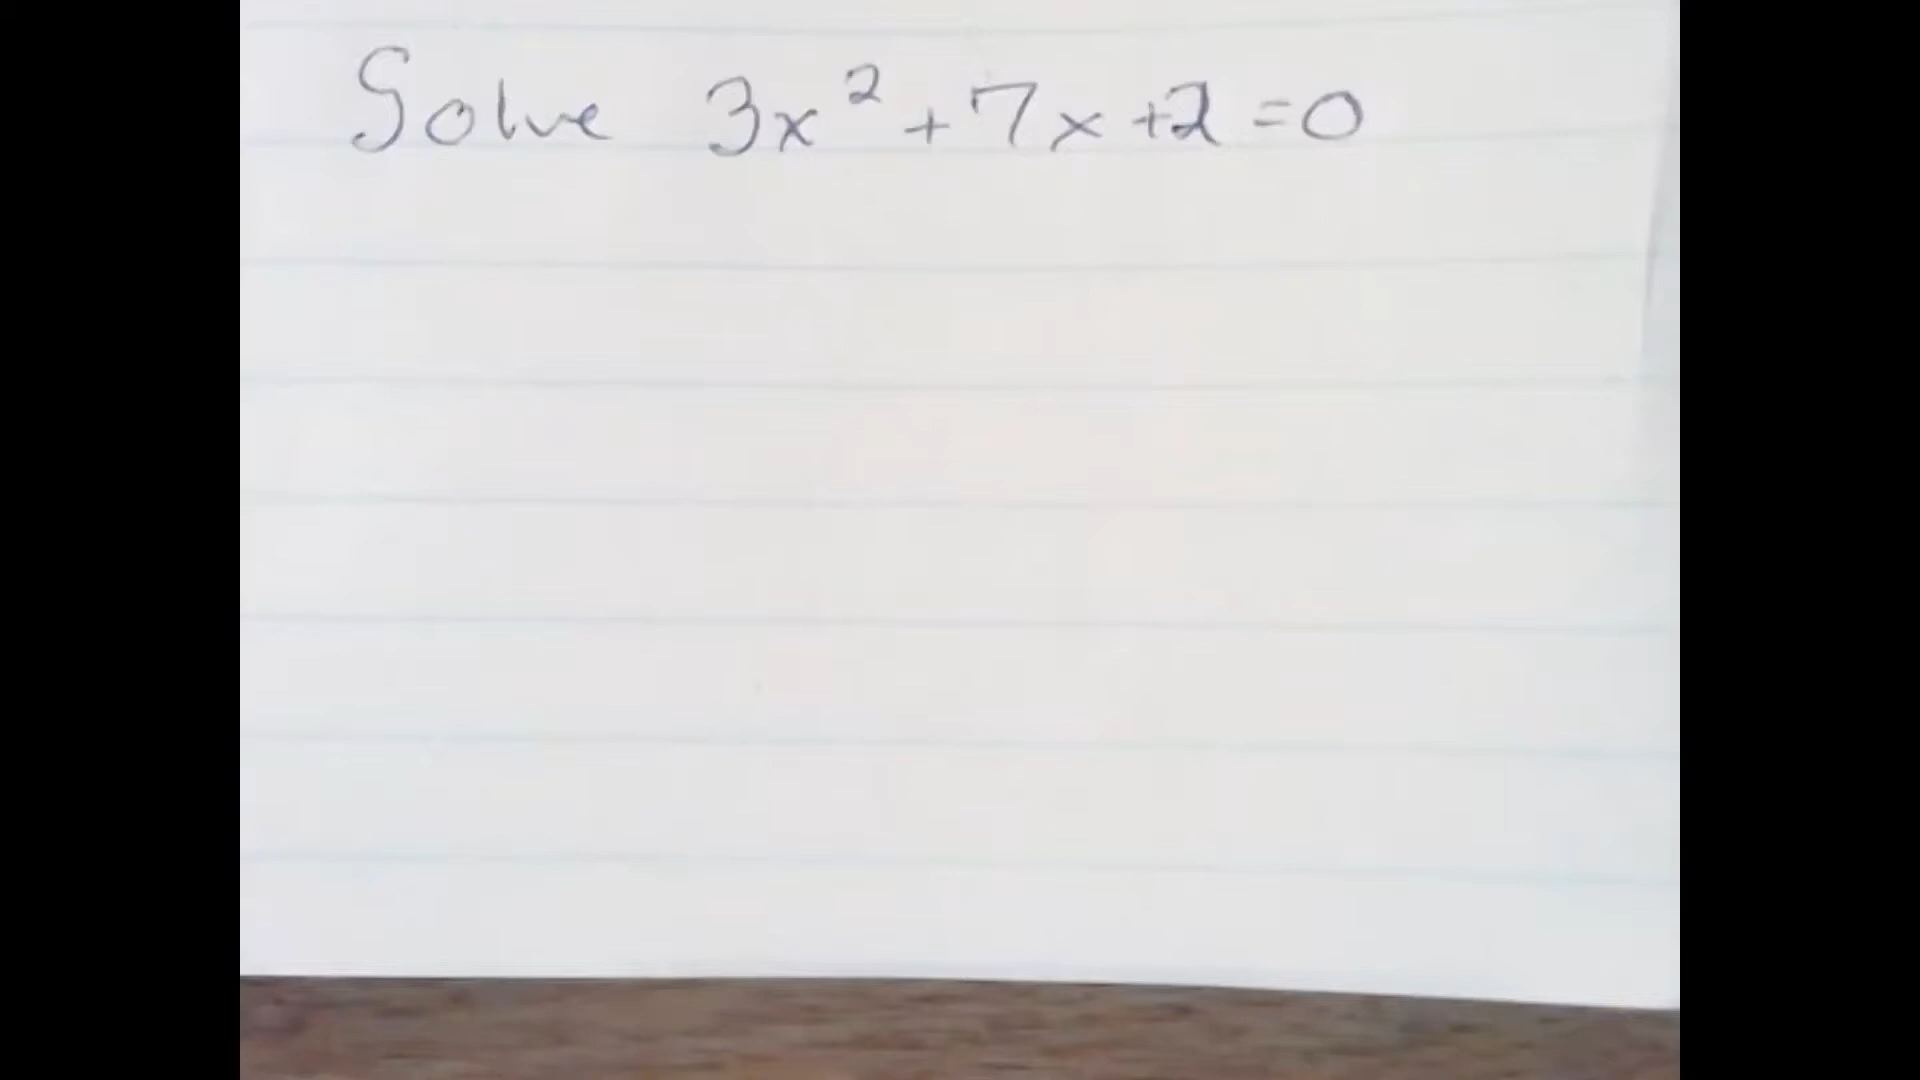 Solve 3x² + 7x + 2 = 0